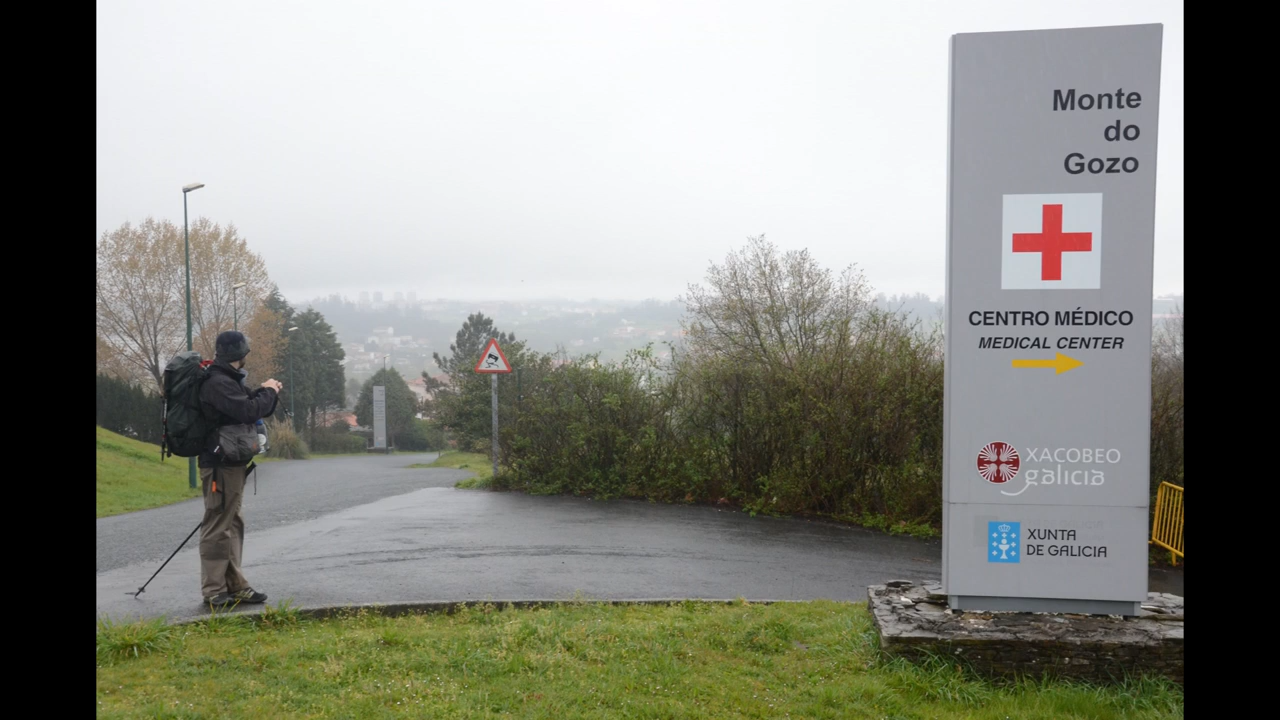 Monte
do
Gozo
CENTRO MÉDICO
MEDICAL CENTER
XACOBEO
galicia
XUNTA
DE GALICIA